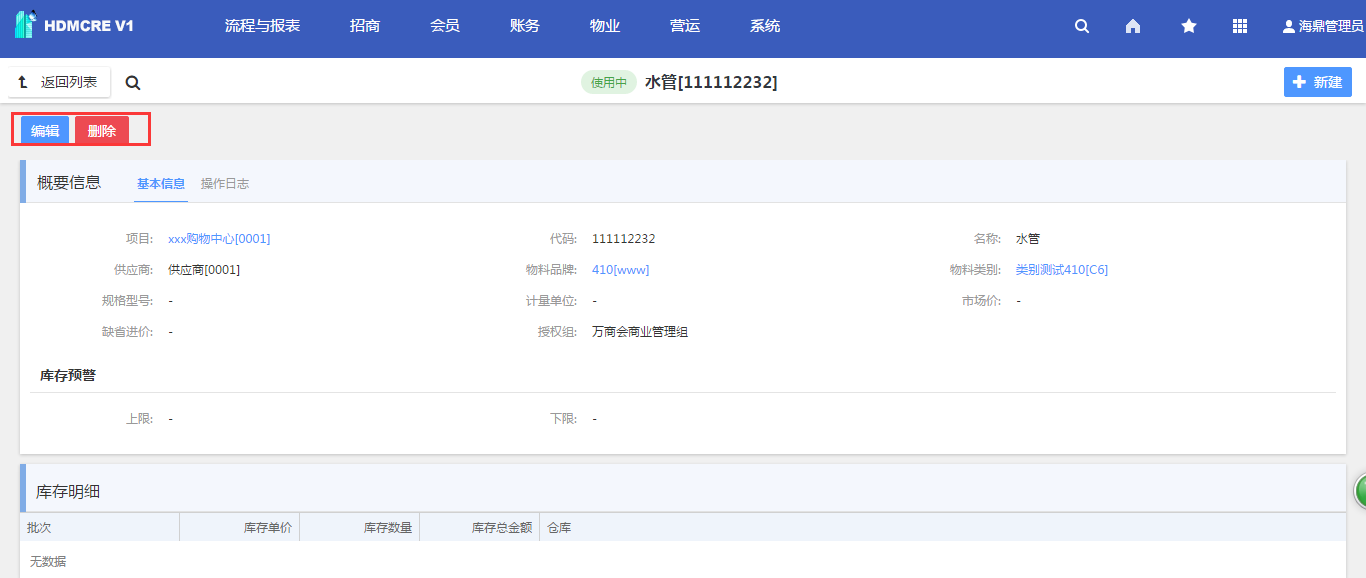 HDMCRE V1 流程与报表 招商 会员 账务 物业 营运 系统 海鼎管理员
返回列表 使用中 水管[111112232] 新建
编辑 删除
概要信息 基本信息 操作日志
项目: xxx购物中心[0001] 代码: 111112232 名称: 水管
供应商: 供应商[0001] 物料品牌: 410[www] 物料类别: 类别测试410[C6]
规格型号: - 计量单位: - 市场价: -
缺省进价: - 授权组: 万商会商业管理组
库存预警
上限: - 下限: -
库存明细
批次 库存单价 库存数量 库存总金额 仓库
无数据